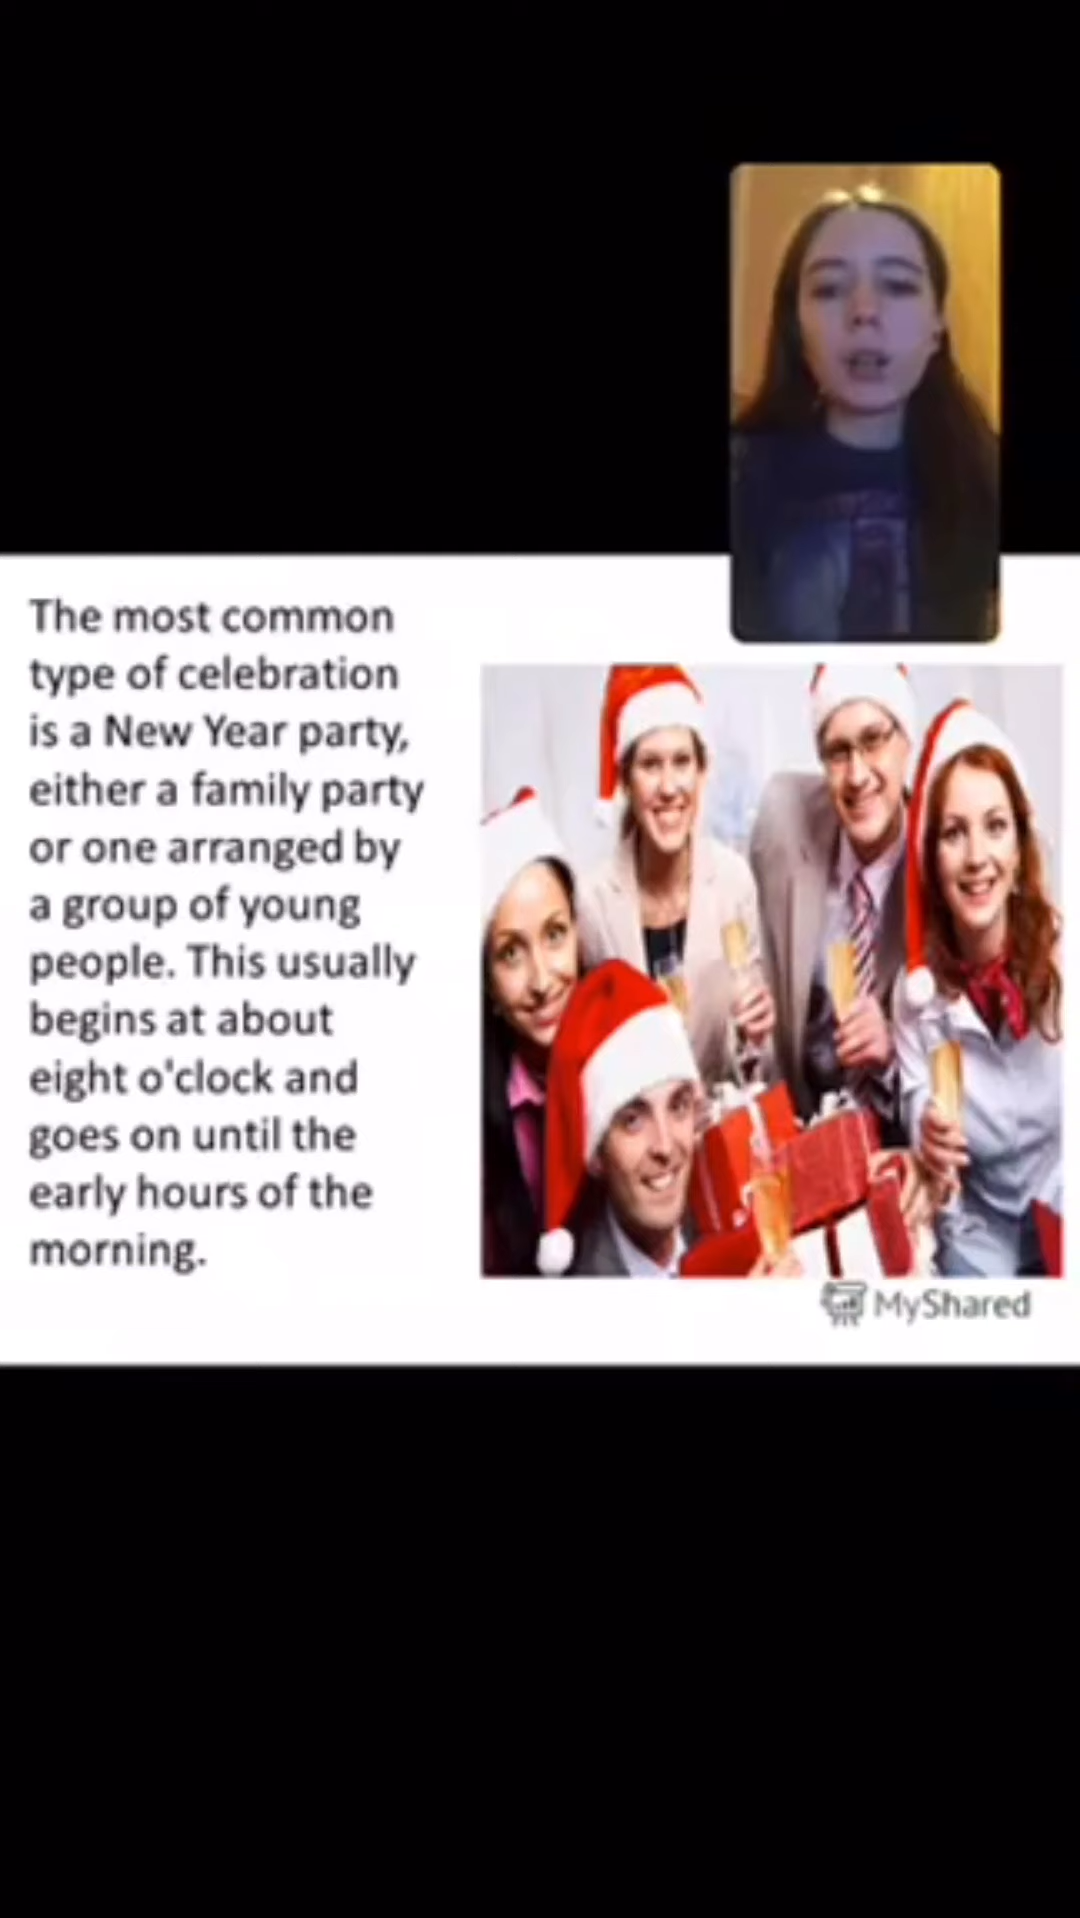 The most common
type of celebration
is a New Year party,
either a family party
or one arranged by
a group of young
people. This usually
begins at about
eight o'clock and
goes on until the
early hours of the
morning.
MyShared